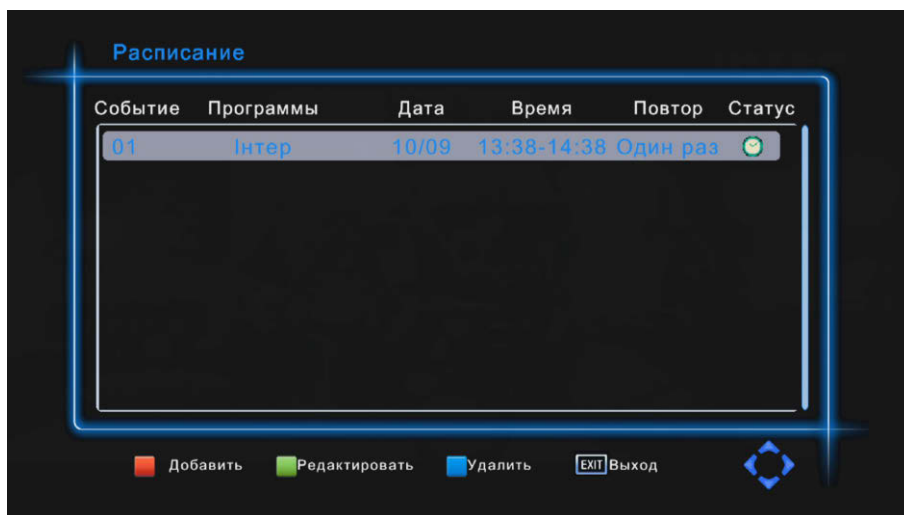 Расписание
Событие Программы Дата Время Повтор Статус
01 Інтер 10/09 13:38-14:38 Один раз
Добавить Редактировать Удалить EXIT Выход